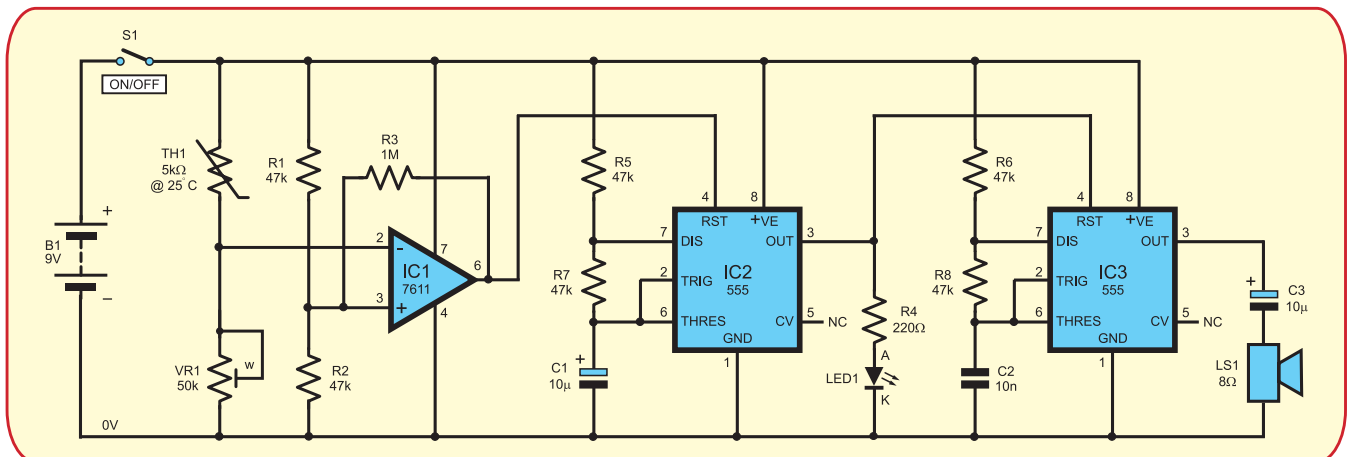 S1
ON/OFF
TH1
5kΩ
@ 25°C
R1
47k
R3
1M
R5
47k
R6
47k
4
8
RST
+VE
7
DIS
OUT
3
4
8
RST
+VE
7
DIS
OUT
3
B1
9V
+
−
2
-
7
IC1
7611
6
3
+
4
R7
47k
2
TRIG
IC2
555
6
THRES
CV
5
NC
GND
1
R4
220Ω
R8
47k
2
TRIG
IC3
555
6
THRES
CV
5
NC
GND
1
+
C3
10µ
VR1
50k
w
R2
47k
+
C1
10µ
A
LED1
K
C2
10n
LS1
8Ω
0V